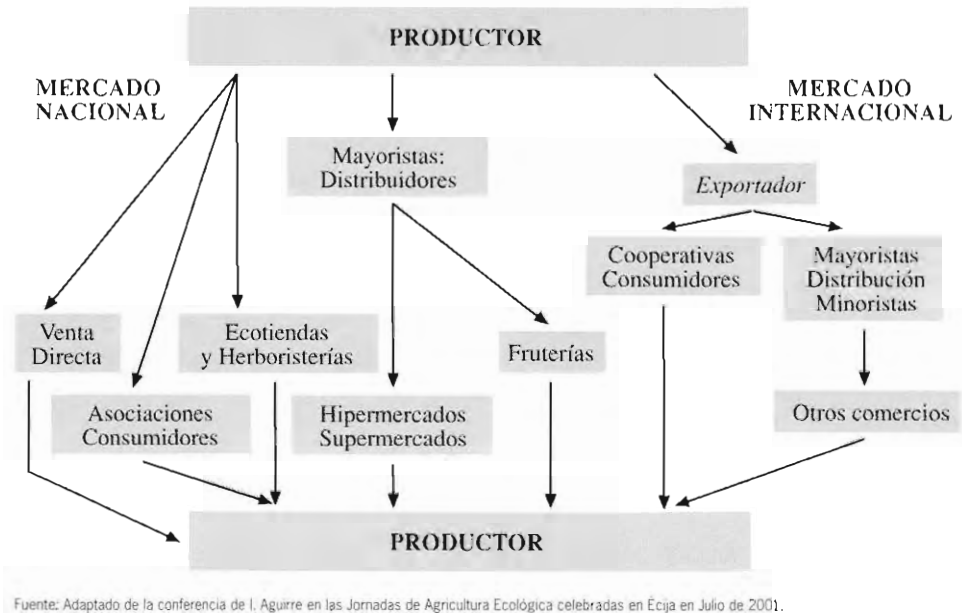 PRODUCTOR
MERCADO
NACIONAL
MERCADO
INTERNACIONAL
Mayoristas:
Distribuidores
Exportador
Cooperativas
Consumidores
Mayoristas
Distribución
Minoristas
Venta
Directa
Ecotiendas
y Herboristerías
Fruterías
Asociaciones
Consumidores
Hipermercados
Supermercados
Otros comercios
PRODUCTOR
Fuente: Adaptado de la conferencia de I. Aguirre en las Jornadas de Agricultura Ecológica celebradas en Écija en Julio de 2001.